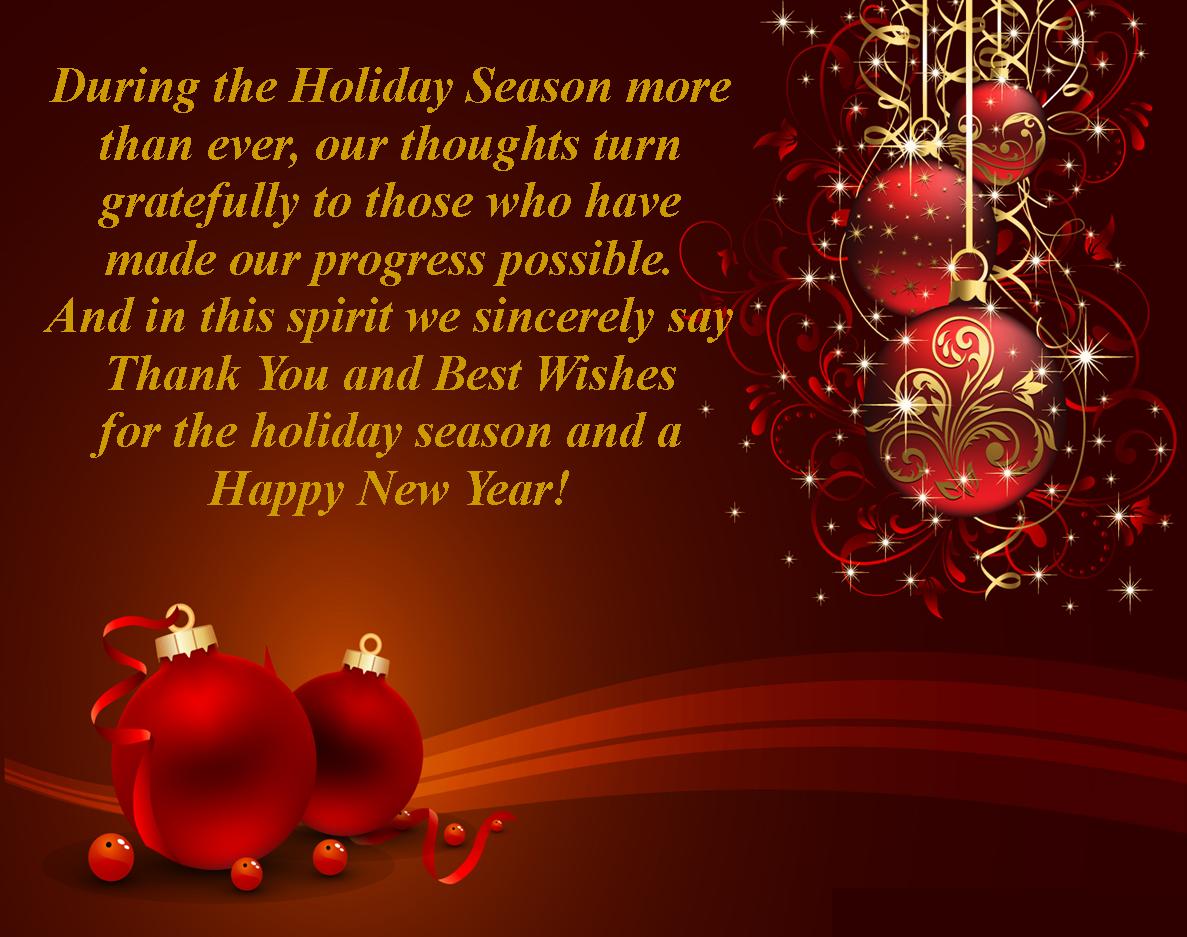 During the Holiday Season more
than ever, our thoughts turn
gratefully to those who have
made our progress possible.
And in this spirit we sincerely say
Thank You and Best Wishes
for the holiday season and a
Happy New Year!